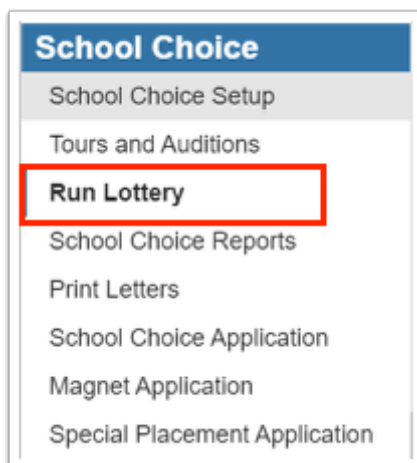 School Choice
School Choice Setup
Tours and Auditions
Run Lottery
School Choice Reports
Print Letters
School Choice Application
Magnet Application
Special Placement Application